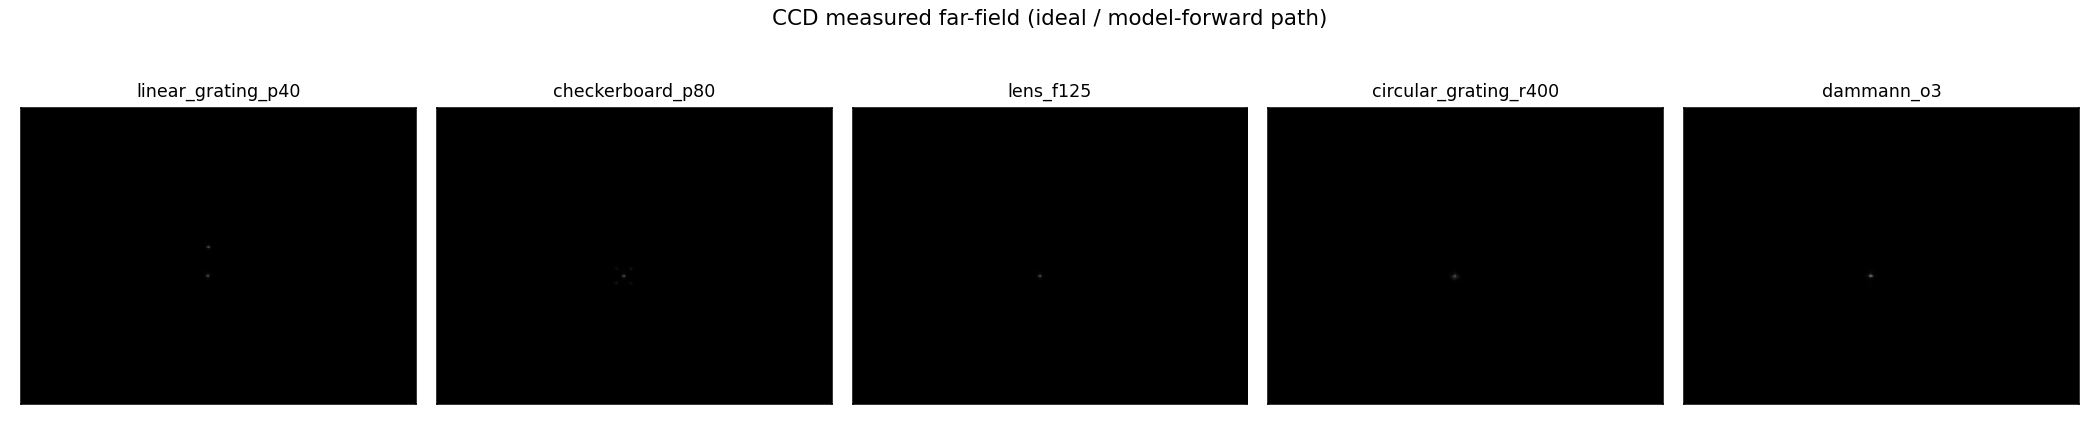 CCD measured far-field (ideal / model-forward path)
linear_grating_p40
checkerboard_p80
lens_f125
circular_grating_r400
dammann_o3